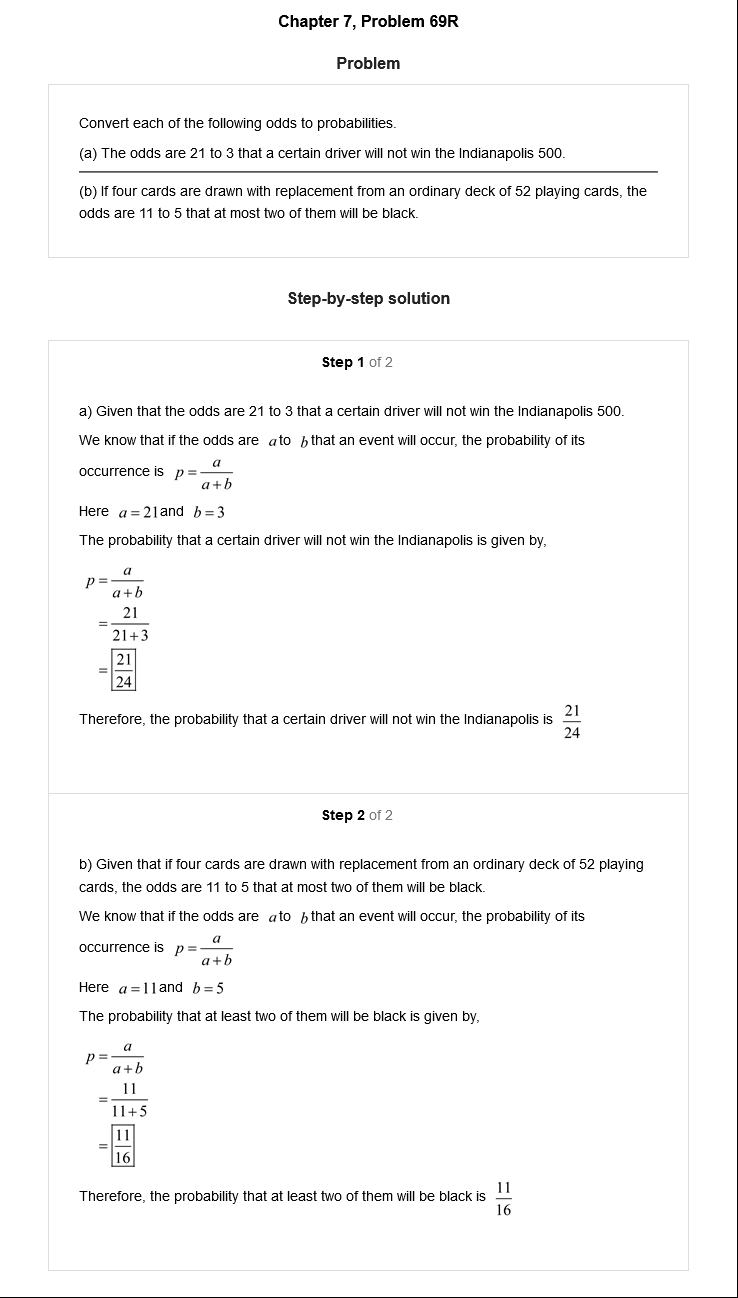 Chapter 7, Problem 69R
Problem
Convert each of the following odds to probabilities.
(a) The odds are 21 to 3 that a certain driver will not win the Indianapolis 500.
(b) If four cards are drawn with replacement from an ordinary deck of 52 playing cards, the
odds are 11 to 5 that at most two of them will be black.
Step-by-step solution
Step 1 of 2
a) Given that the odds are 21 to 3 that a certain driver will not win the Indianapolis 500.
We know that if the odds are a to b that an event will occur, the probability of its
occurrence is p = a/(a+b)
Here a = 21 and b = 3
The probability that a certain driver will not win the Indianapolis is given by,
p = a/(a+b)
= 21/(21+3)
= 21/24
Therefore, the probability that a certain driver will not win the Indianapolis is 21/24
Step 2 of 2
b) Given that if four cards are drawn with replacement from an ordinary deck of 52 playing
cards, the odds are 11 to 5 that at most two of them will be black.
We know that if the odds are a to b that an event will occur, the probability of its
occurrence is p = a/(a+b)
Here a = 11 and b = 5
The probability that at least two of them will be black is given by,
p = a/(a+b)
= 11/(11+5)
= 11/16
Therefore, the probability that at least two of them will be black is 11/16